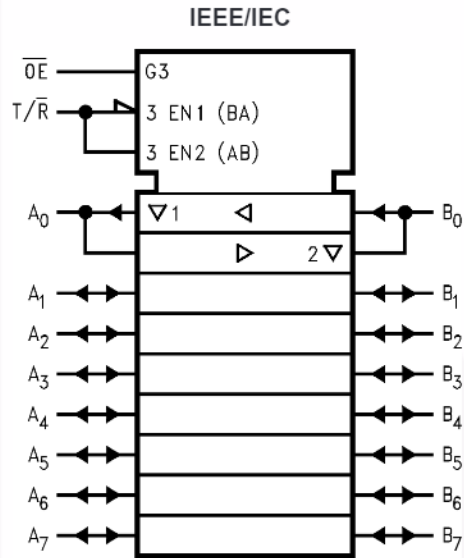 IEEE/IEC
O̅E̅ G3
T/R̅ 3 EN1 (BA)
3 EN2 (AB)
A₀ ▽1 ◁ B₀
▷ 2▽
A₁ B₁
A₂ B₂
A₃ B₃
A₄ B₄
A₅ B₅
A₆ B₆
A₇ B₇